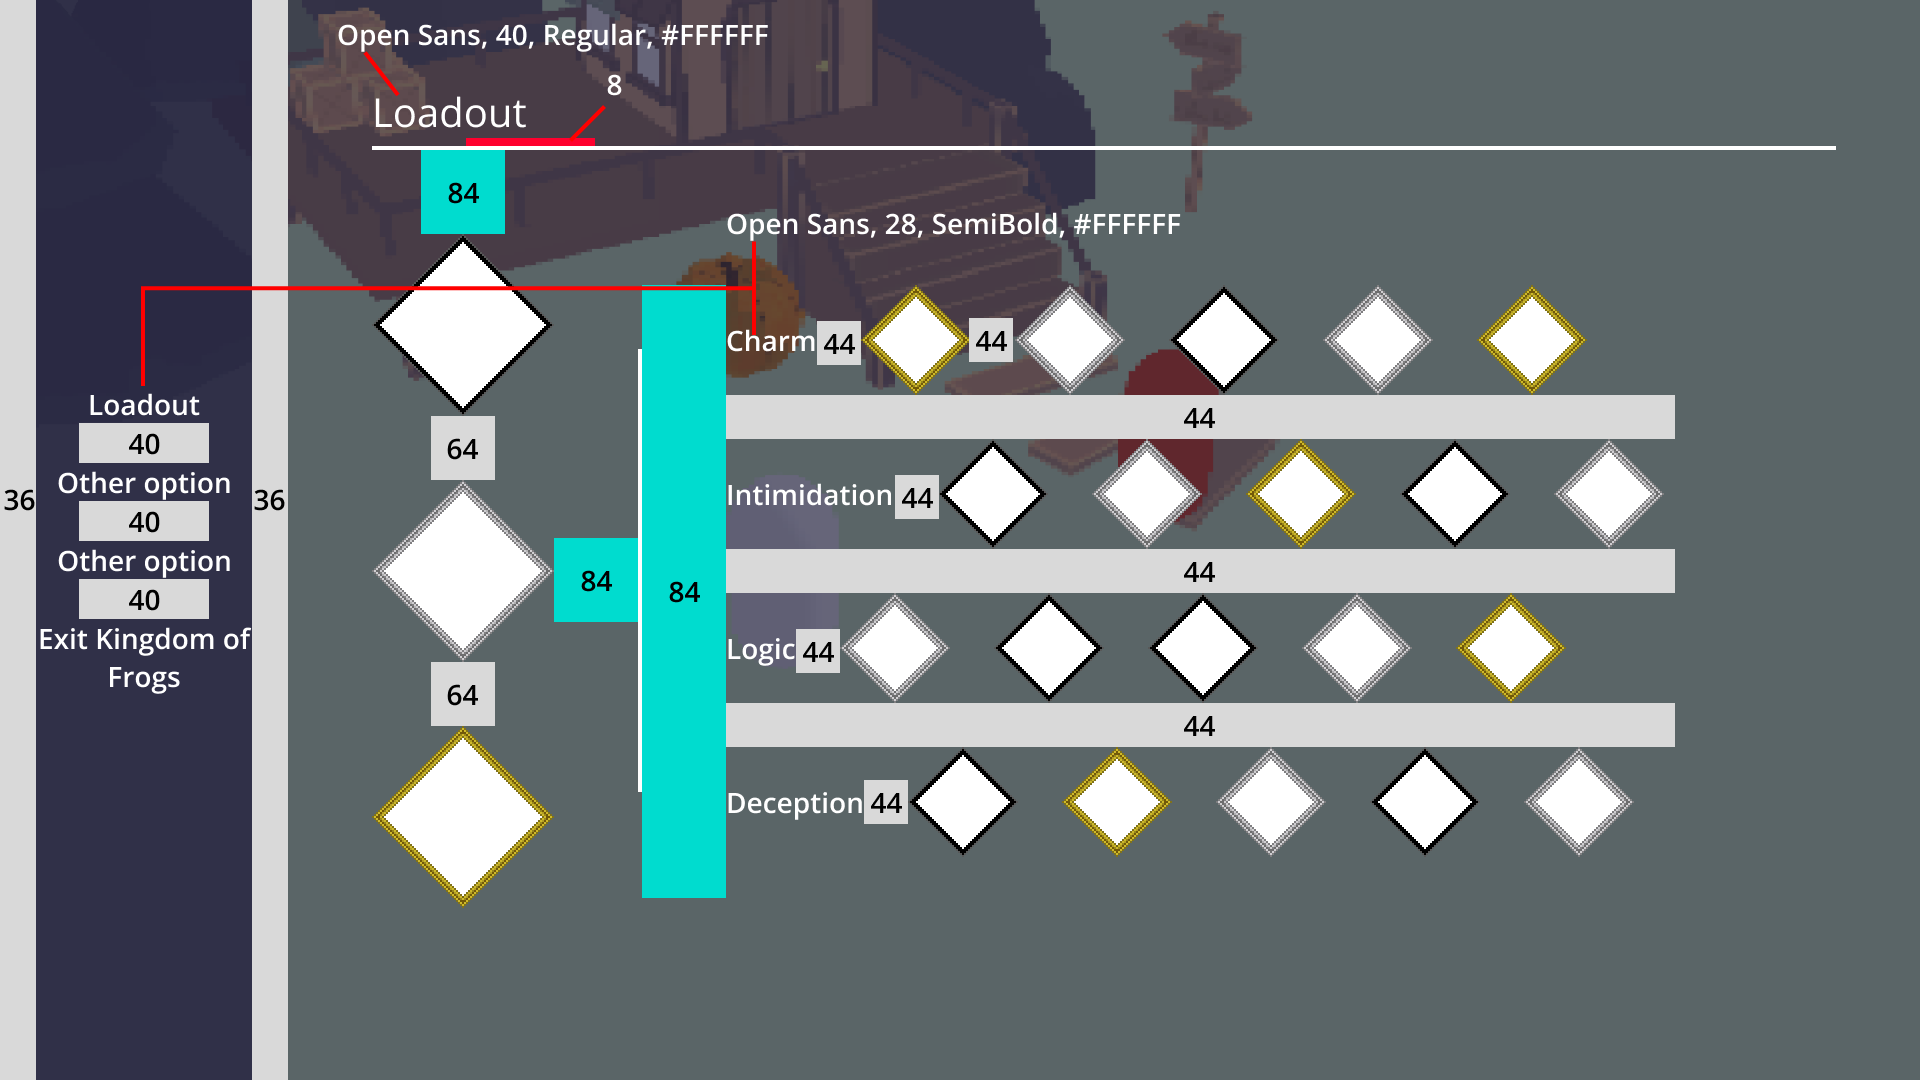 Open Sans, 40, Regular, #FFFFFF
8
Loadout
84
Open Sans, 28, SemiBold, #FFFFFF
Charm 44 44
44
Loadout
40
Other option
40
Other option
40
Exit Kingdom of
Frogs
36
36
64
84
84
64
Intimidation 44
44
Logic 44
44
Deception 44